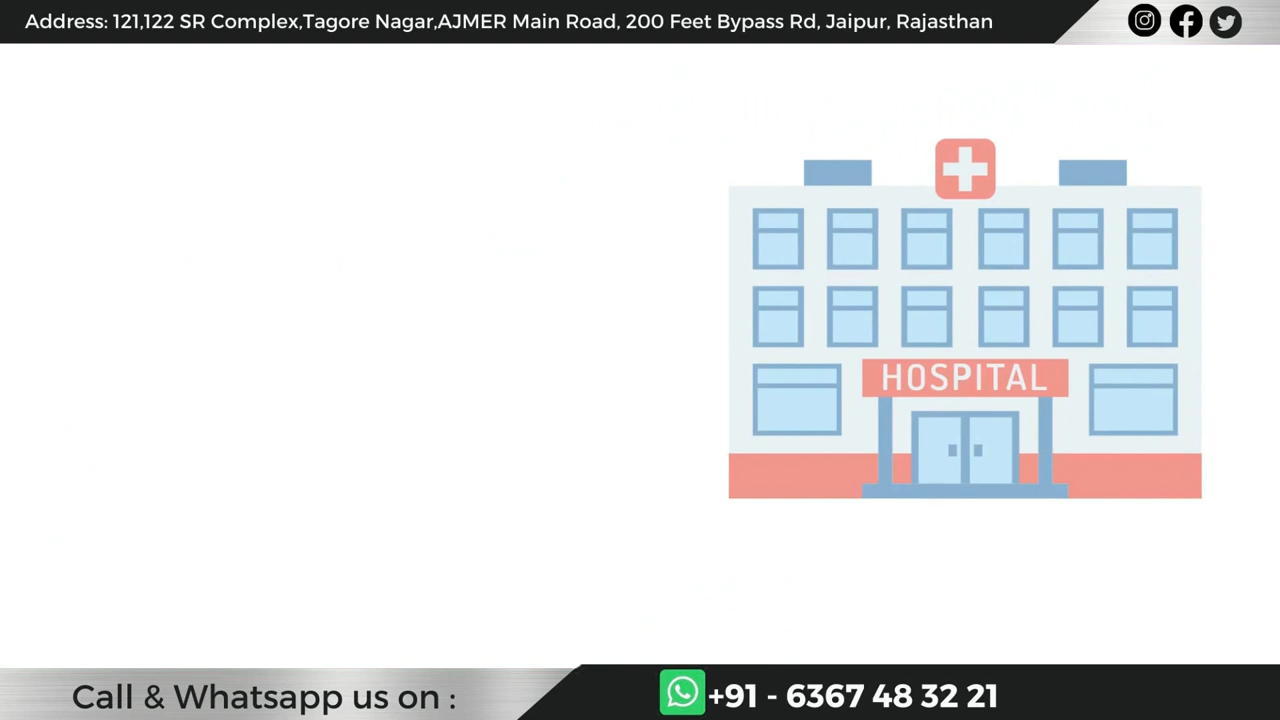 Address: 121,122 SR Complex,Tagore Nagar,AJMER Main Road, 200 Feet Bypass Rd, Jaipur, Rajasthan
HOSPITAL
Call & Whatsapp us on :
+91 - 6367 48 32 21